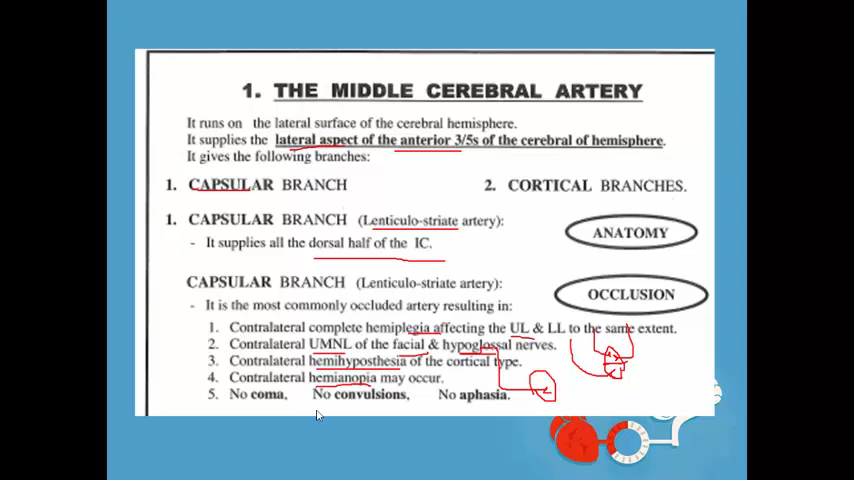 1. THE MIDDLE CEREBRAL ARTERY
It runs on the lateral surface of the cerebral hemisphere.
It supplies the lateral aspect of the anterior 3/5s of the cerebral of hemisphere.
It gives the following branches:
1. CAPSULAR BRANCH 2. CORTICAL BRANCHES.
1. CAPSULAR BRANCH (Lenticulo-striate artery):
ANATOMY
- It supplies all the dorsal half of the IC.
CAPSULAR BRANCH (Lenticulo-striate artery):
OCCLUSION
- It is the most commonly occluded artery resulting in:
1. Contralateral complete hemiplegia affecting the UL & LL to the same extent.
2. Contralateral UMNL of the facial & hypoglossal nerves.
3. Contralateral hemihyposthesia of the cortical type.
4. Contralateral hemianopia may occur.
5. No coma, No convulsions, No aphasia.